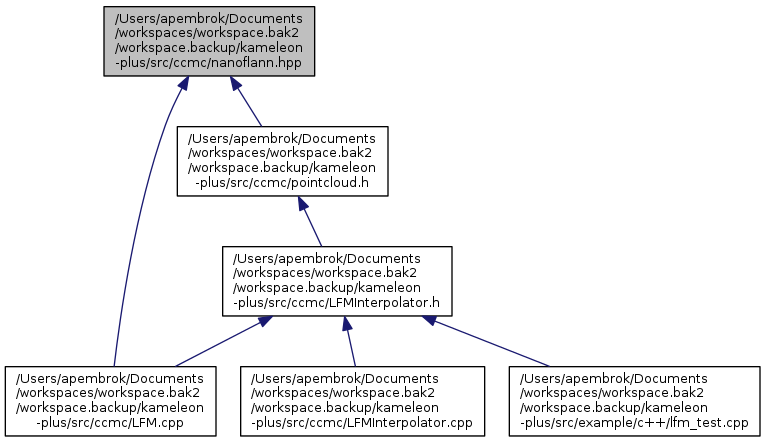 /Users/apembrok/Documents
/workspaces/workspace.bak2
/workspace.backup/kameleon
-plus/src/ccmc/nanoflann.hpp
/Users/apembrok/Documents
/workspaces/workspace.bak2
/workspace.backup/kameleon
-plus/src/ccmc/pointcloud.h
/Users/apembrok/Documents
/workspaces/workspace.bak2
/workspace.backup/kameleon
-plus/src/ccmc/LFMInterpolator.h
/Users/apembrok/Documents
/workspaces/workspace.bak2
/workspace.backup/kameleon
-plus/src/ccmc/LFM.cpp
/Users/apembrok/Documents
/workspaces/workspace.bak2
/workspace.backup/kameleon
-plus/src/ccmc/LFMInterpolator.cpp
/Users/apembrok/Documents
/workspaces/workspace.bak2
/workspace.backup/kameleon
-plus/src/example/c++/lfm_test.cpp